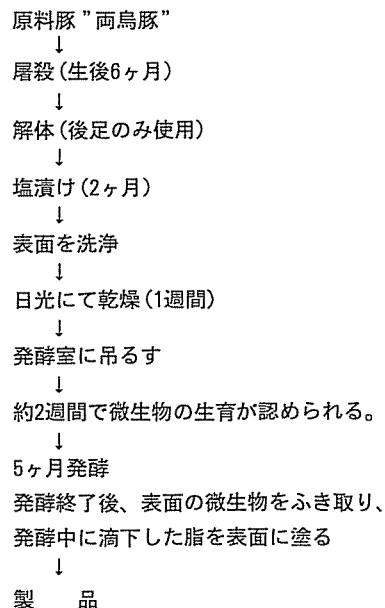 原料豚”両烏豚”
↓
屠殺(生後6ヶ月)
↓
解体(後足のみ使用)
↓
塩漬け(2ヶ月)
↓
表面を洗浄
↓
日光にて乾燥(1週間)
↓
発酵室に吊るす
↓
約2週間で微生物の生育が認められる。
↓
5ヶ月発酵
発酵終了後、表面の微生物をふき取り、
発酵中に滴下した脂を表面に塗る
↓
製　　品